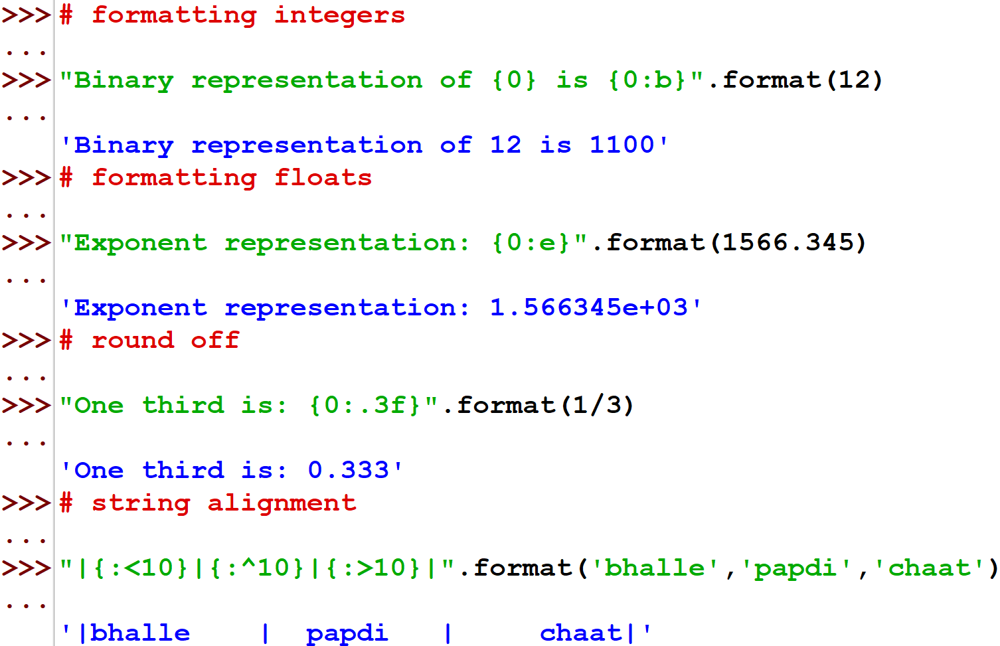 >>> # formatting integers
...
>>> "Binary representation of {0} is {0:b}".format(12)
...
'Binary representation of 12 is 1100'
>>> # formatting floats
...
>>> "Exponent representation: {0:e}".format(1566.345)
...
'Exponent representation: 1.566345e+03'
>>> # round off
...
>>> "One third is: {0:.3f}".format(1/3)
...
'One third is: 0.333'
>>> # string alignment
...
>>> "|{:<10}|{:^10}|{:>10}|".format('bhalle','papdi','chaat')
...
'|bhalle    |  papdi   |     chaat|'